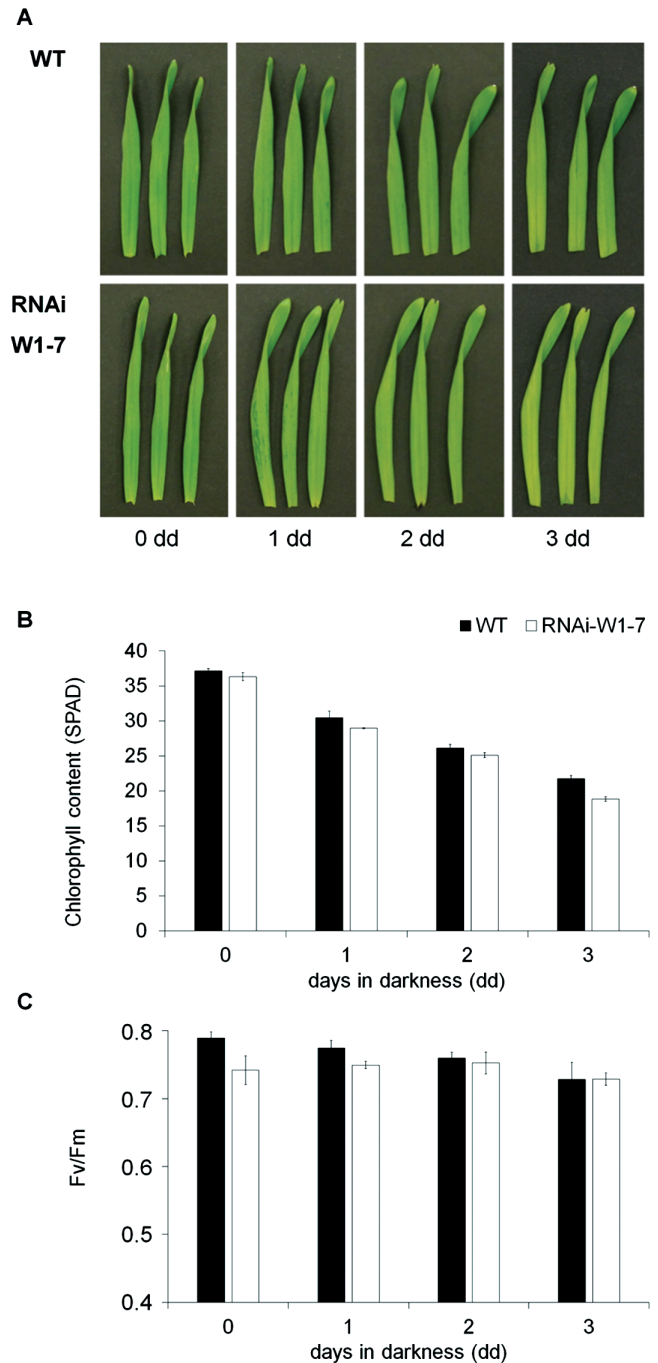 A
WT
RNAi
W1-7
0 dd 1 dd 2 dd 3 dd
B
WT RNAi-W1-7
40
35
30
25
20
15
10
5
0
Chlorophyll content (SPAD)
0 1 2 3
days in darkness (dd)
C
0.8
0.7
0.6
0.5
0.4
Fv/Fm
0 1 2 3
days in darkness (dd)